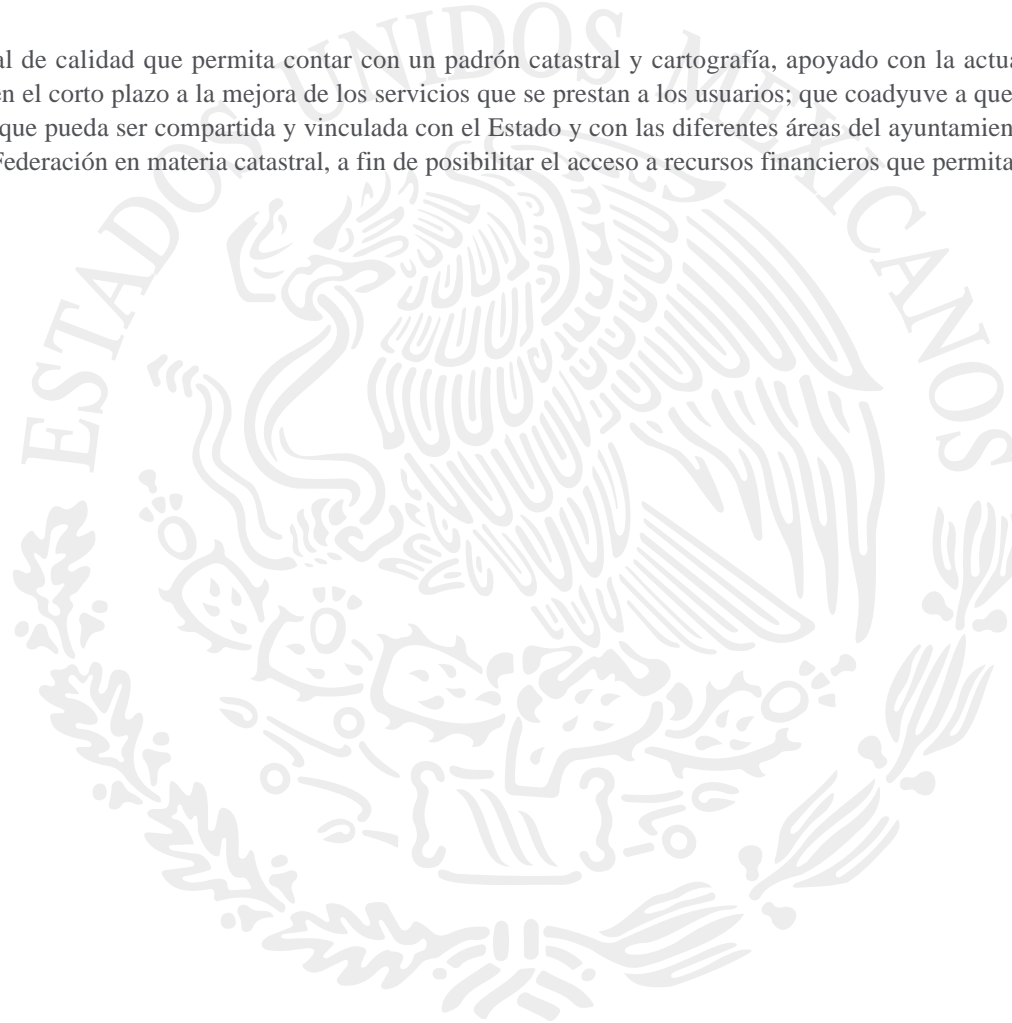 ESTADOS UNIDOS MEXICANOS
al de calidad que permita contar con un padrón catastral y cartografía, apoyado con la actua
en el corto plazo a la mejora de los servicios que se prestan a los usuarios; que coadyuve a que
que pueda ser compartida y vinculada con el Estado y con las diferentes áreas del ayuntamien
Federación en materia catastral, a fin de posibilitar el acceso a recursos financieros que permita